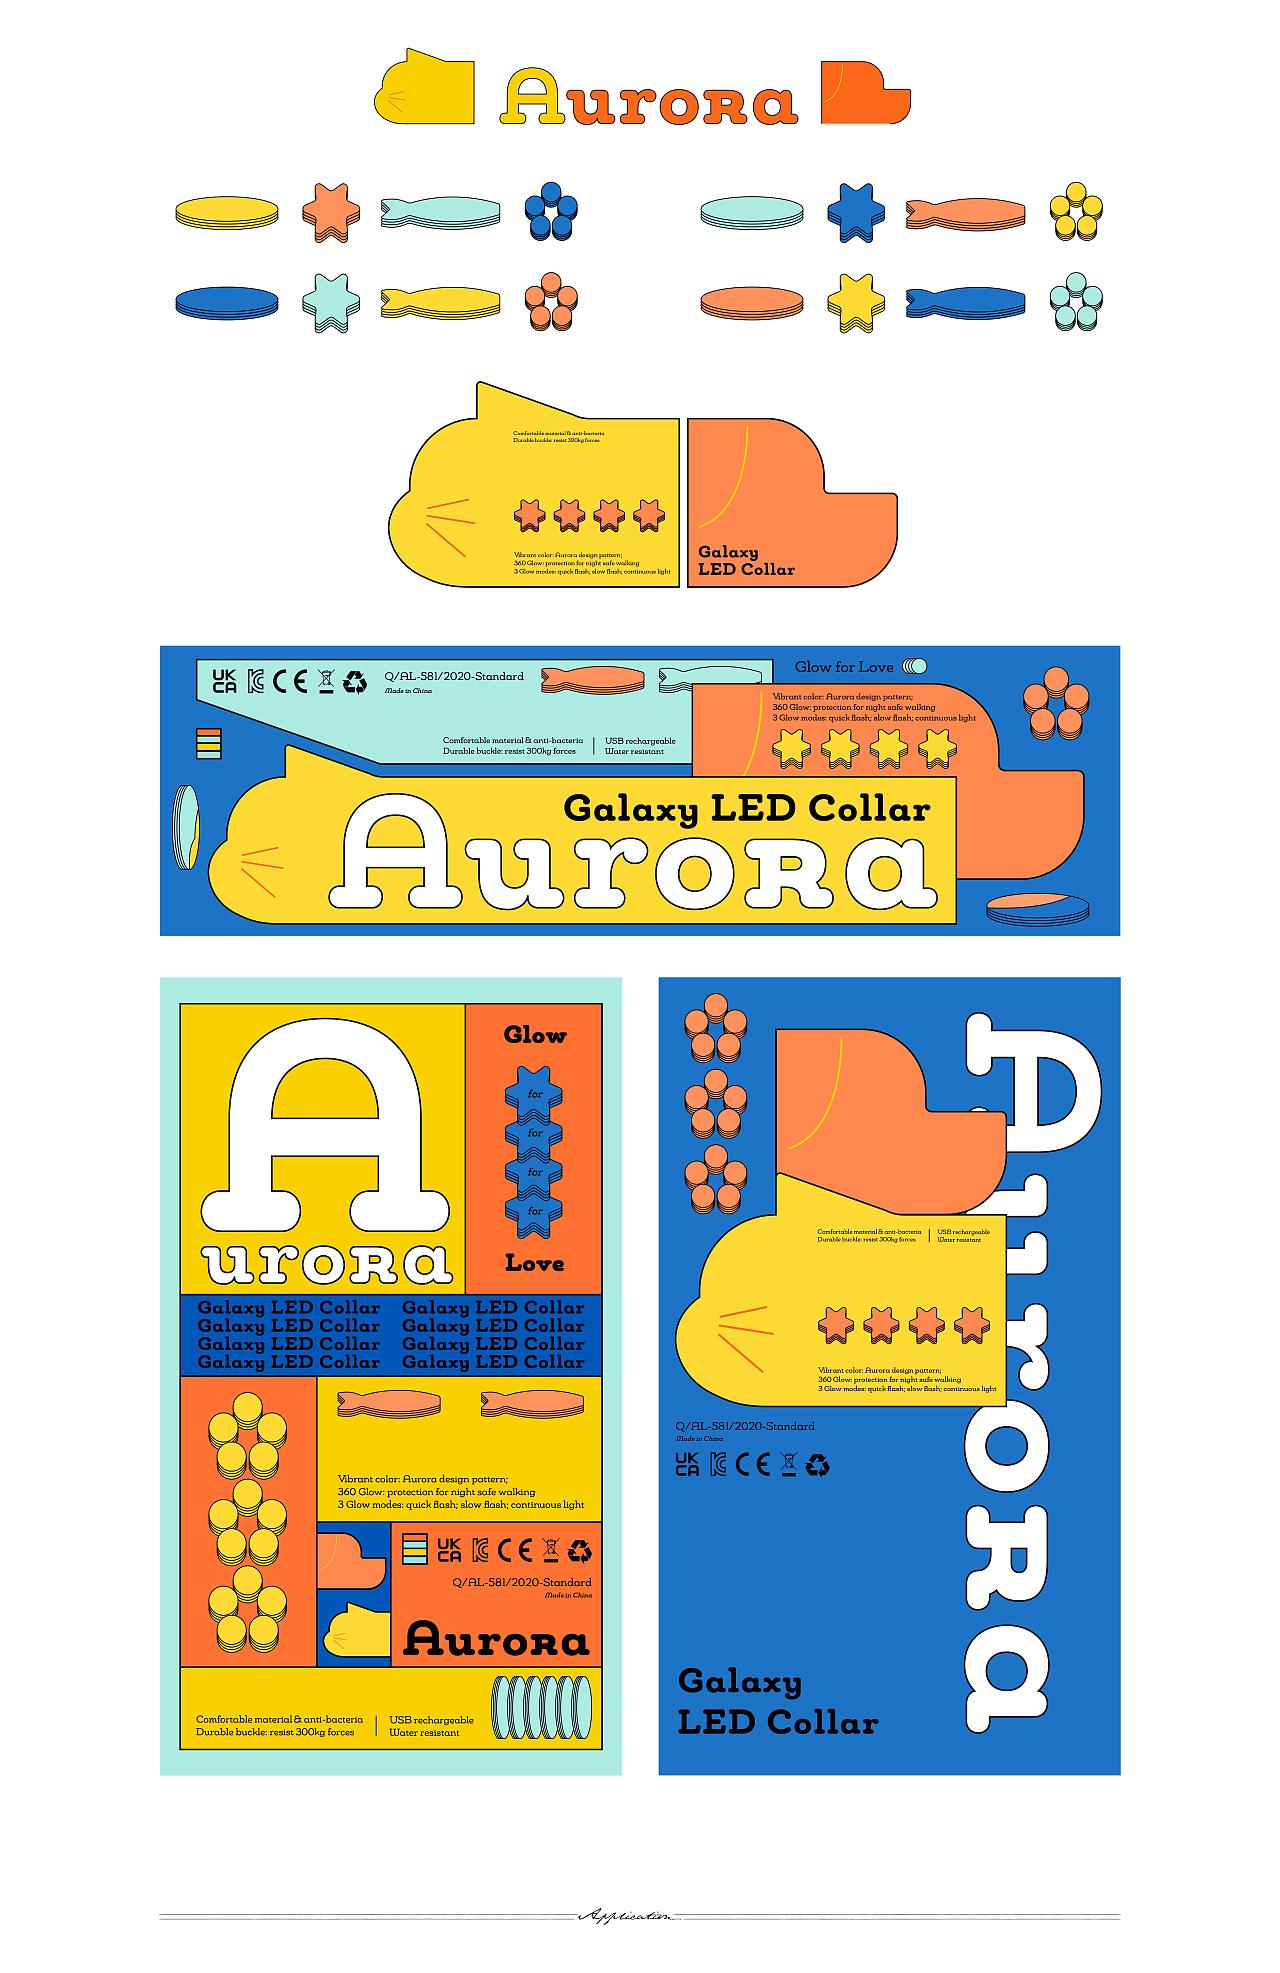 Aurora
Comfortable material & anti-bacteria
Durable buckle: resist 300kg forces
Vibrant color: Aurora design pattern;
360 Glow: protection for night safe walking
3 Glow modes: quick flash; slow flash; continuous light
Galaxy
LED Collar
UK
CA
CE
Q/AL-581/2020-Standard
Made in China
Glow for Love
Vibrant color: Aurora design pattern;
360 Glow: protection for night safe walking
3 Glow modes: quick flash; slow flash; continuous light
Comfortable material & anti-bacteria
Durable buckle: resist 300kg forces
USB rechargeable
Water resistant
Galaxy LED Collar
Aurora
Aurora
Glow
for
for
for
for
Love
Galaxy LED Collar Galaxy LED Collar
Galaxy LED Collar Galaxy LED Collar
Galaxy LED Collar Galaxy LED Collar
Galaxy LED Collar Galaxy LED Collar
Vibrant color: Aurora design pattern;
360 Glow: protection for night safe walking
3 Glow modes: quick flash; slow flash; continuous light
UK
CA
CE
Q/AL-581/2020-Standard
Made in China
Aurora
Comfortable material & anti-bacteria
Durable buckle: resist 300kg forces
USB rechargeable
Water resistant
Aurora
Comfortable material & anti-bacteria
Durable buckle: resist 300kg forces
USB rechargeable
Water resistant
Vibrant color: Aurora design pattern;
360 Glow: protection for night safe walking
3 Glow modes: quick flash; slow flash; continuous light
Q/AL-581/2020-Standard
Made in China
UK
CA
CE
Galaxy
LED Collar
Application